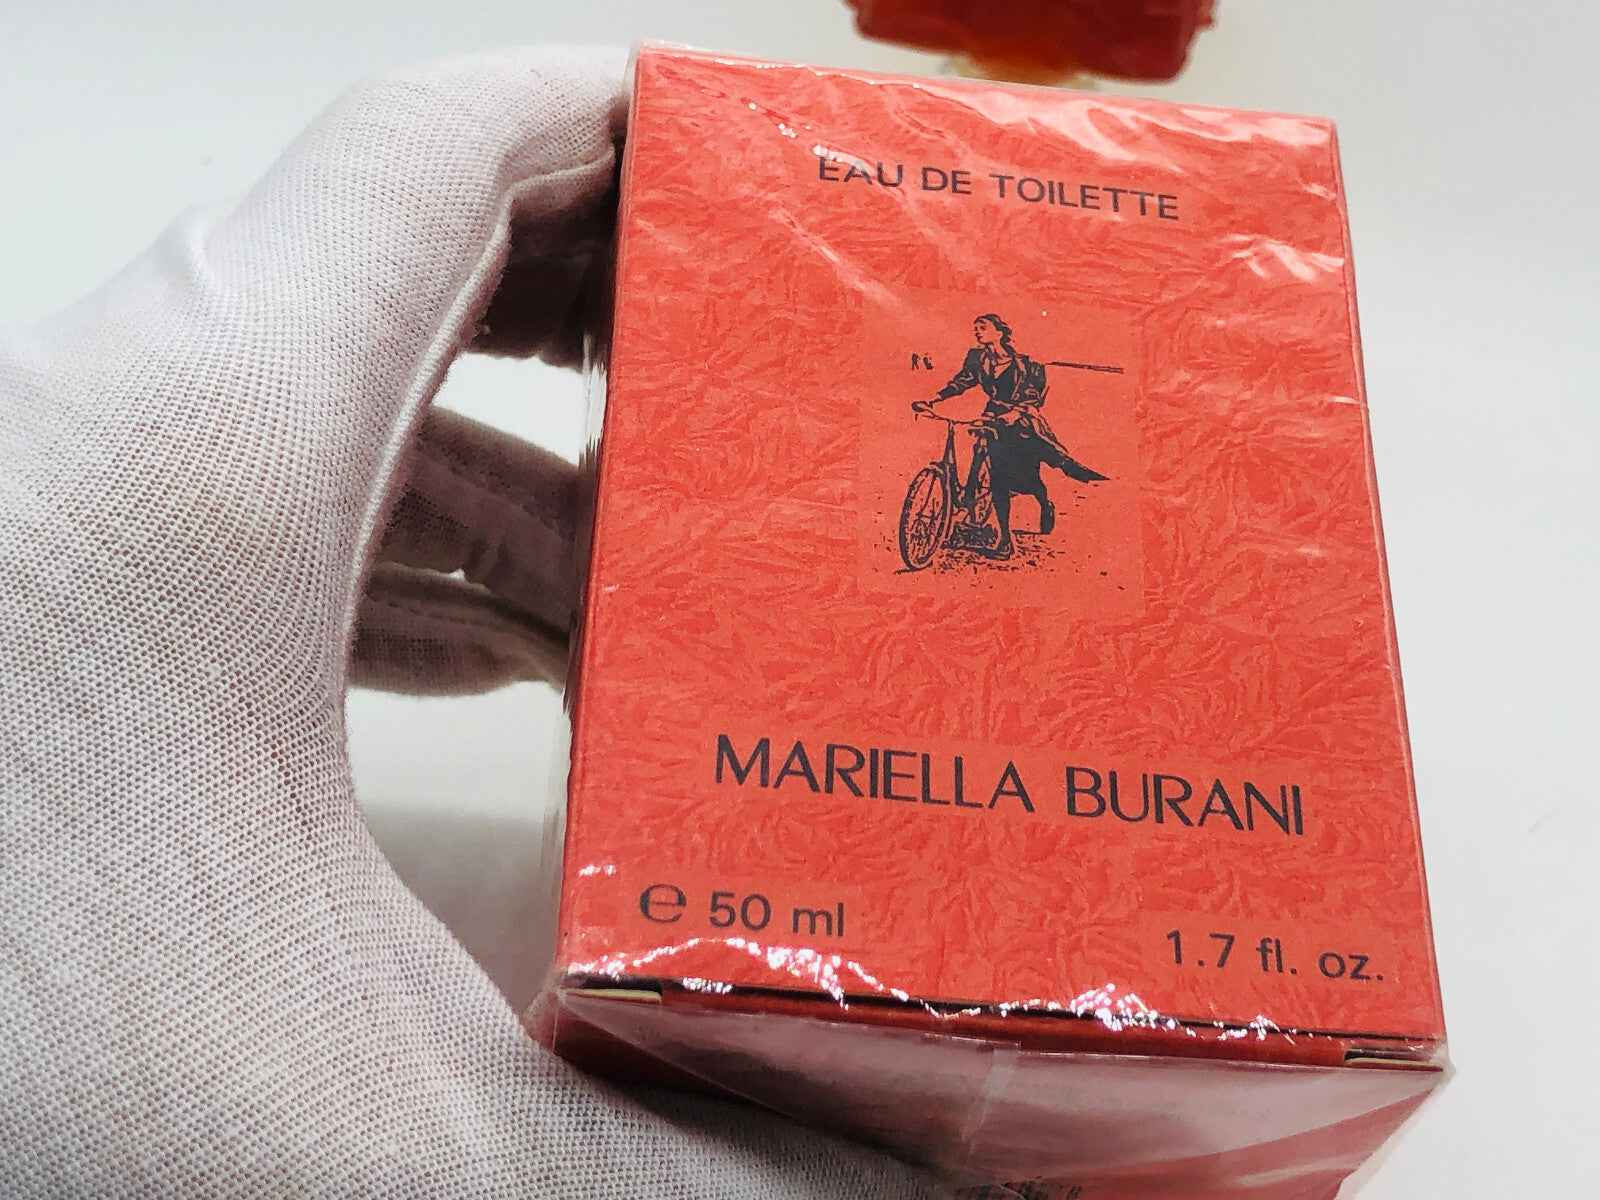 EAU DE TOILETTE
MARIELLA BURANI
e 50 ml
1.7 fl. oz.